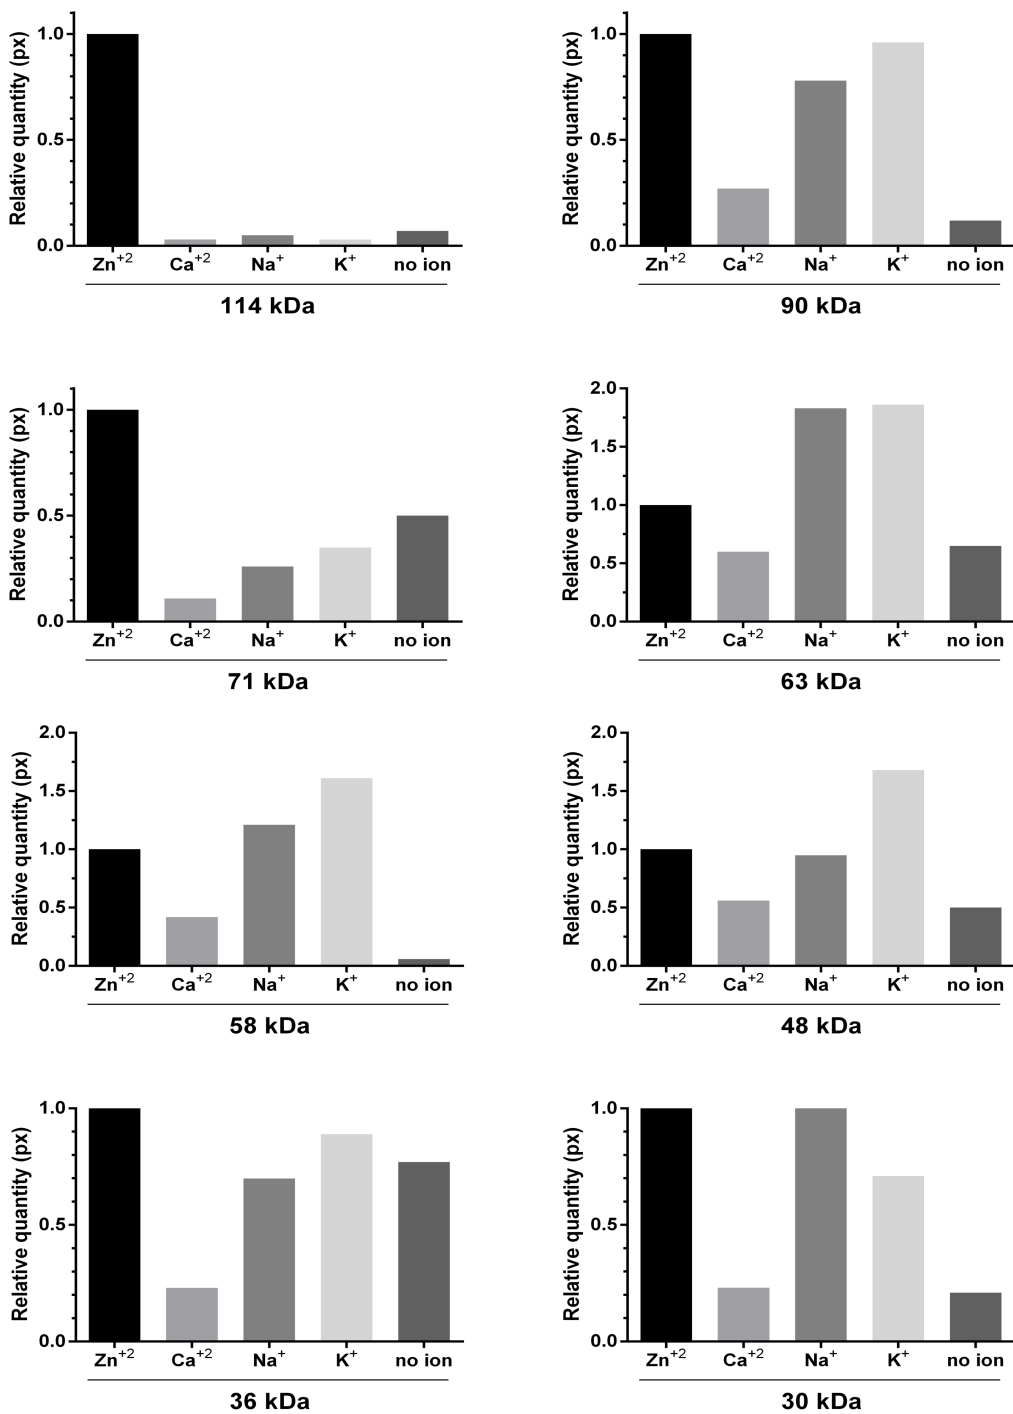 Relative quantity (px)
1.0
0.5
0.0
Zn+2 Ca+2 Na+ K+ no ion
114 kDa
Relative quantity (px)
1.0
0.5
0.0
Zn+2 Ca+2 Na+ K+ no ion
90 kDa
Relative quantity (px)
1.0
0.5
0.0
Zn+2 Ca+2 Na+ K+ no ion
71 kDa
Relative quantity (px)
2.0
1.5
1.0
0.5
0.0
Zn+2 Ca+2 Na+ K+ no ion
63 kDa
Relative quantity (px)
2.0
1.5
1.0
0.5
0.0
Zn+2 Ca+2 Na+ K+ no ion
58 kDa
Relative quantity (px)
2.0
1.5
1.0
0.5
0.0
Zn+2 Ca+2 Na+ K+ no ion
48 kDa
Relative quantity (px)
1.0
0.5
0.0
Zn+2 Ca+2 Na+ K+ no ion
36 kDa
Relative quantity (px)
1.0
0.5
0.0
Zn+2 Ca+2 Na+ K+ no ion
30 kDa